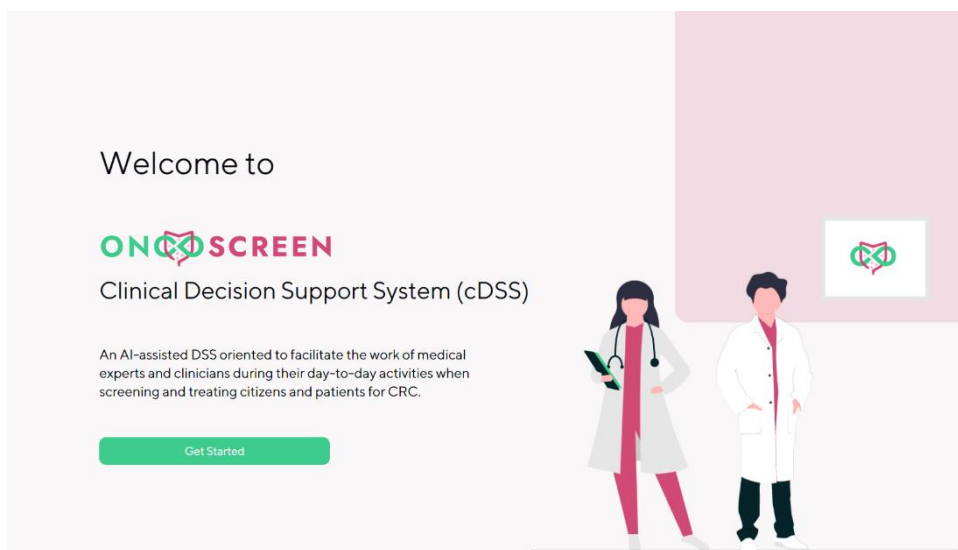 Welcome to
ONCOSCREEN
Clinical Decision Support System (cDSS)
An AI-assisted DSS oriented to facilitate the work of medical
experts and clinicians during their day-to-day activities when
screening and treating citizens and patients for CRC.
Get Started